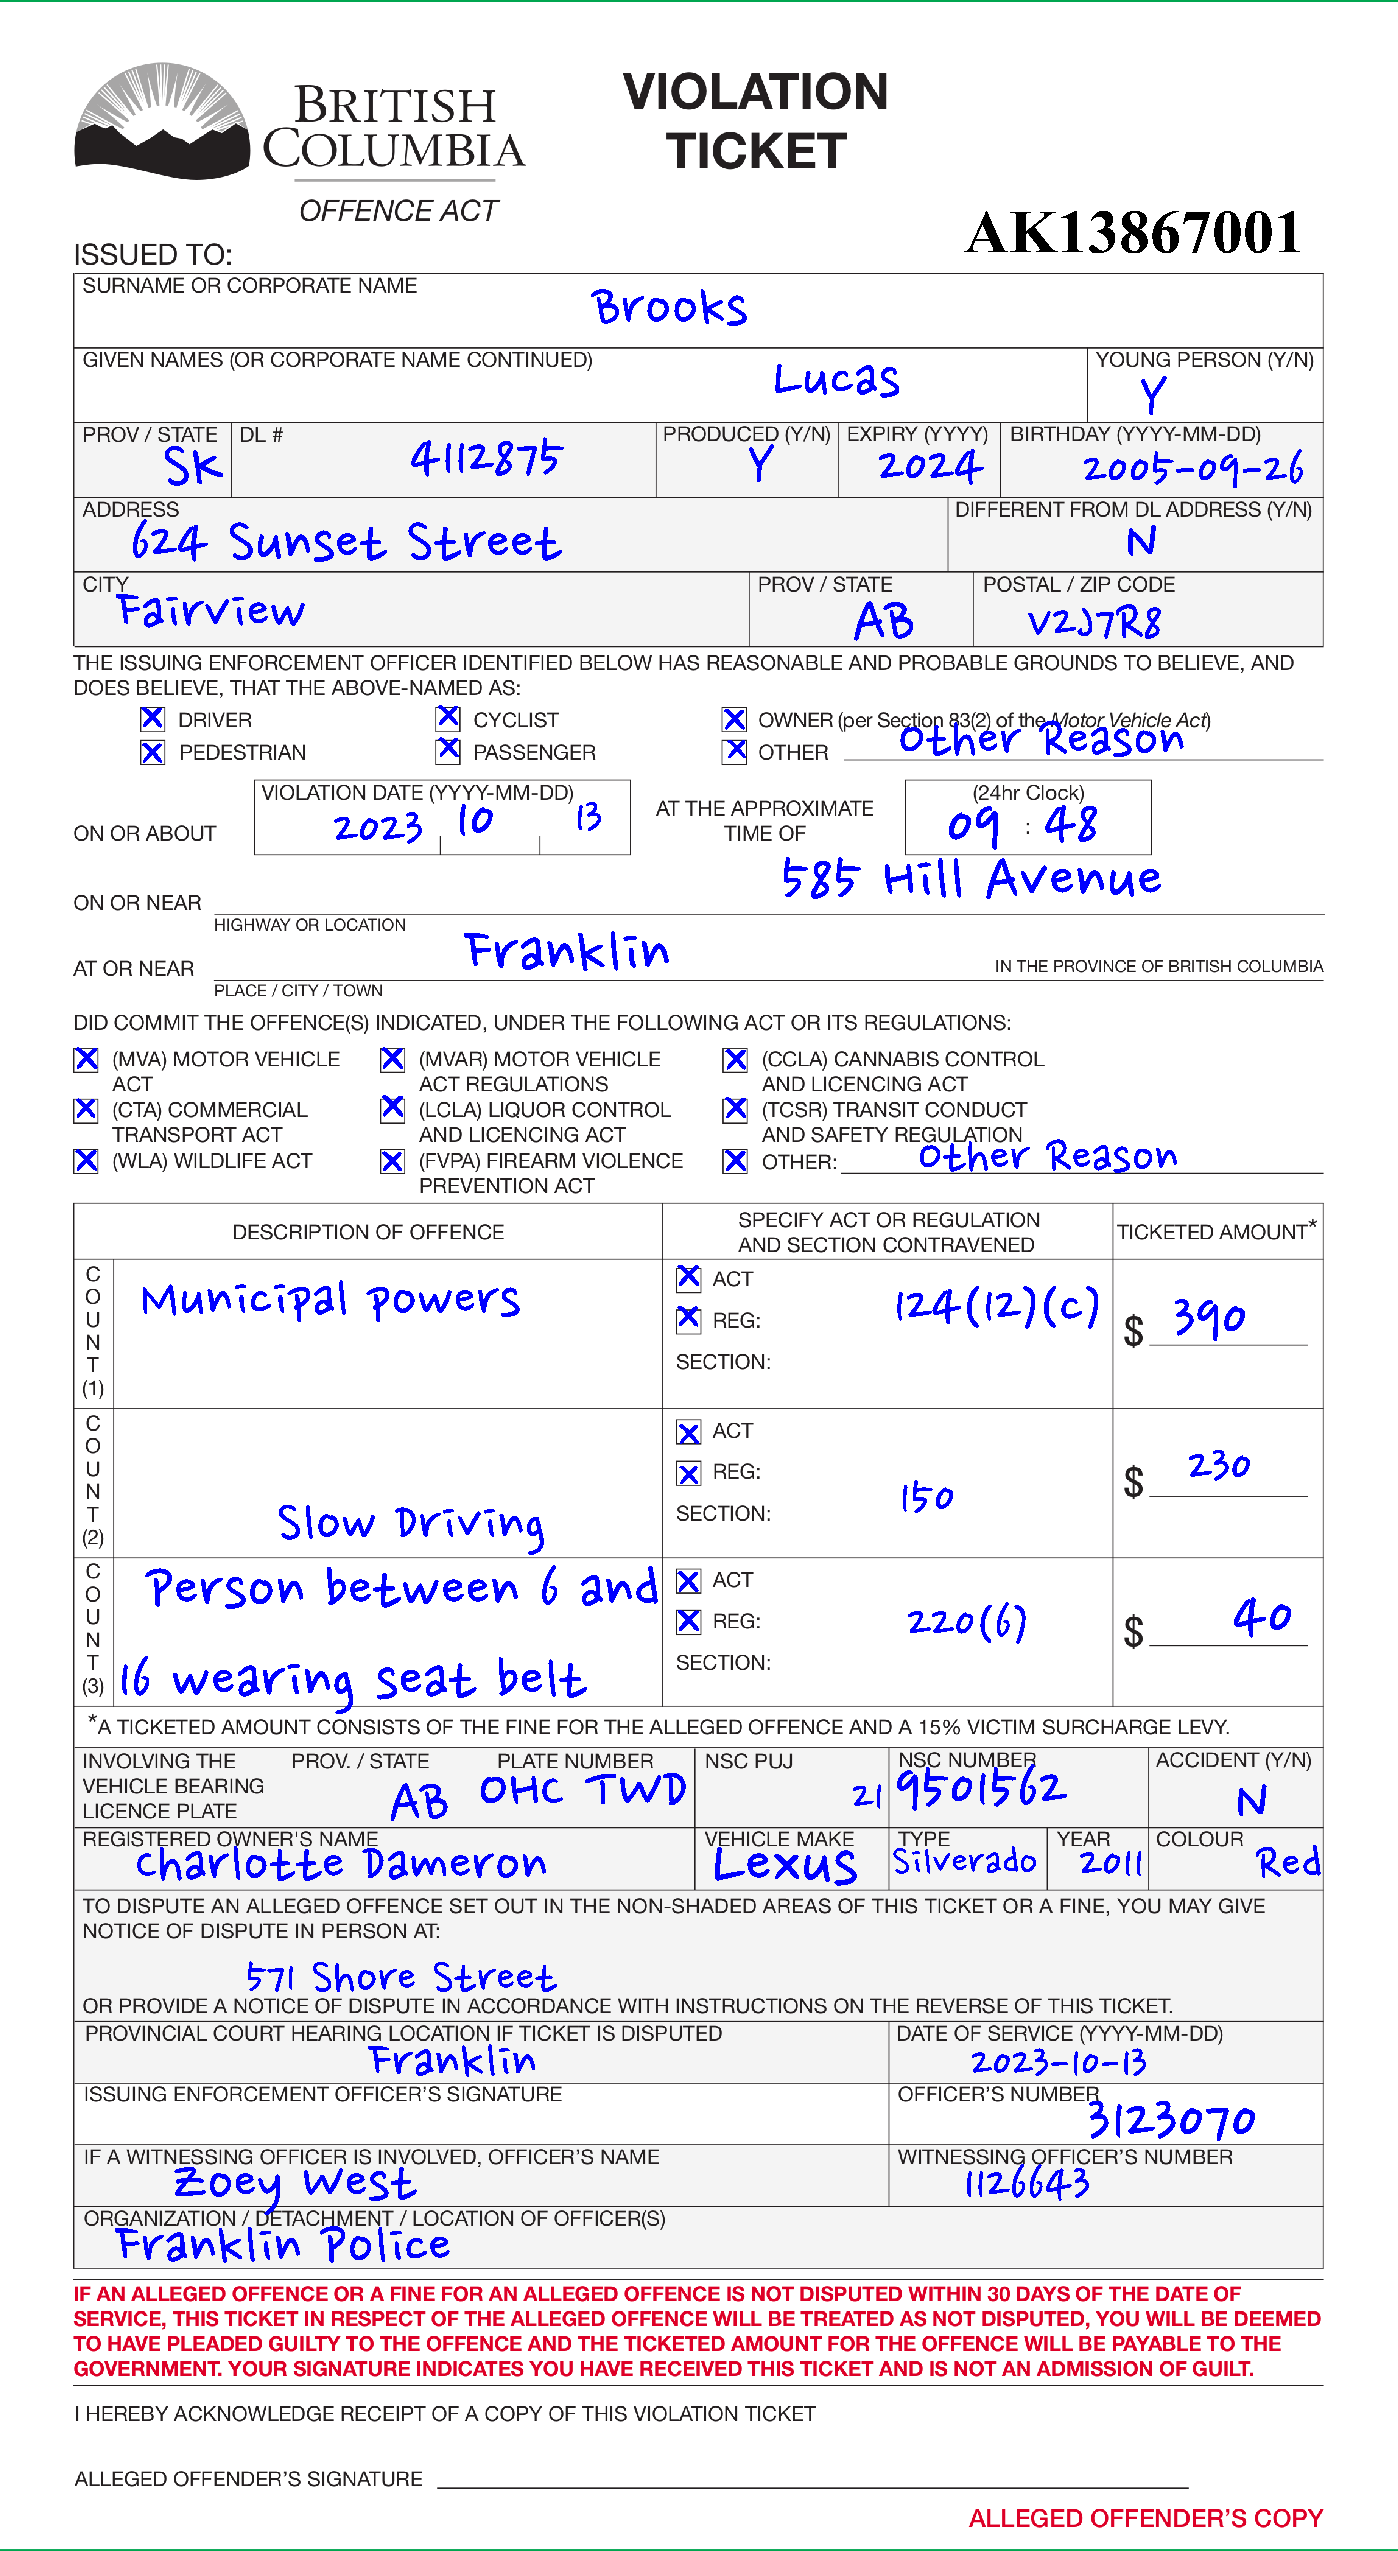 BRITISH
COLUMBIA
OFFENCE ACT
VIOLATION
TICKET
AK13867001
ISSUED TO:
SURNAME OR CORPORATE NAME
Brooks
GIVEN NAMES (OR CORPORATE NAME CONTINUED)
Lucas
YOUNG PERSON (Y/N)
Y
PROV / STATE
SK
DL #
4112875
PRODUCED (Y/N)
Y
EXPIRY (YYYY)
2024
BIRTHDAY (YYYY-MM-DD)
2005-09-26
ADDRESS
624 Sunset Street
DIFFERENT FROM DL ADDRESS (Y/N)
N
CITY
Fairview
PROV / STATE
AB
POSTAL / ZIP CODE
V2J7R8
THE ISSUING ENFORCEMENT OFFICER IDENTIFIED BELOW HAS REASONABLE AND PROBABLE GROUNDS TO BELIEVE, AND
DOES BELIEVE, THAT THE ABOVE-NAMED AS:
X DRIVER
X CYCLIST
X OWNER (per Section 83(2) of the Motor Vehicle Act)
X PEDESTRIAN
X PASSENGER
X OTHER Other Reason
ON OR ABOUT
VIOLATION DATE (YYYY-MM-DD)
2023 10 13
AT THE APPROXIMATE
TIME OF
(24hr Clock)
09 : 48
ON OR NEAR 585 Hill Avenue
HIGHWAY OR LOCATION
AT OR NEAR Franklin IN THE PROVINCE OF BRITISH COLUMBIA
PLACE / CITY / TOWN
DID COMMIT THE OFFENCE(S) INDICATED, UNDER THE FOLLOWING ACT OR ITS REGULATIONS:
X (MVA) MOTOR VEHICLE
ACT
X (MVAR) MOTOR VEHICLE
ACT REGULATIONS
X (CCLA) CANNABIS CONTROL
AND LICENCING ACT
X (CTA) COMMERCIAL
TRANSPORT ACT
X (LCLA) LIQUOR CONTROL
AND LICENCING ACT
X (TCSR) TRANSIT CONDUCT
AND SAFETY REGULATION
X (WLA) WILDLIFE ACT
X (FVPA) FIREARM VIOLENCE
PREVENTION ACT
X OTHER: Other Reason
DESCRIPTION OF OFFENCE
SPECIFY ACT OR REGULATION
AND SECTION CONTRAVENED
TICKETED AMOUNT*
COUNT (1)
Municipal powers
X ACT
X REG:
SECTION:
124(12)(c)
$ 390
COUNT (2)
Slow Driving
X ACT
X REG:
SECTION:
150
$ 230
COUNT (3)
Person between 6 and
16 wearing seat belt
X ACT
X REG:
SECTION:
220(6)
$ 40
*A TICKETED AMOUNT CONSISTS OF THE FINE FOR THE ALLEGED OFFENCE AND A 15% VICTIM SURCHARGE LEVY.
INVOLVING THE
VEHICLE BEARING
LICENCE PLATE
PROV. / STATE
AB
PLATE NUMBER
OHC TWD
NSC PUJ
21
NSC NUMBER
9501562
ACCIDENT (Y/N)
N
REGISTERED OWNER'S NAME
Charlotte Dameron
VEHICLE MAKE
Lexus
TYPE
Silverado
YEAR
2011
COLOUR
Red
TO DISPUTE AN ALLEGED OFFENCE SET OUT IN THE NON-SHADED AREAS OF THIS TICKET OR A FINE, YOU MAY GIVE
NOTICE OF DISPUTE IN PERSON AT:
571 Shore Street
OR PROVIDE A NOTICE OF DISPUTE IN ACCORDANCE WITH INSTRUCTIONS ON THE REVERSE OF THIS TICKET.
PROVINCIAL COURT HEARING LOCATION IF TICKET IS DISPUTED
Franklin
DATE OF SERVICE (YYYY-MM-DD)
2023-10-13
ISSUING ENFORCEMENT OFFICER'S SIGNATURE
OFFICER'S NUMBER
3123070
IF A WITNESSING OFFICER IS INVOLVED, OFFICER'S NAME
Zoey West
WITNESSING OFFICER'S NUMBER
1126643
ORGANIZATION / DETACHMENT / LOCATION OF OFFICER(S)
Franklin Police
IF AN ALLEGED OFFENCE OR A FINE FOR AN ALLEGED OFFENCE IS NOT DISPUTED WITHIN 30 DAYS OF THE DATE OF
SERVICE, THIS TICKET IN RESPECT OF THE ALLEGED OFFENCE WILL BE TREATED AS NOT DISPUTED, YOU WILL BE DEEMED
TO HAVE PLEADED GUILTY TO THE OFFENCE AND THE TICKETED AMOUNT FOR THE OFFENCE WILL BE PAYABLE TO THE
GOVERNMENT. YOUR SIGNATURE INDICATES YOU HAVE RECEIVED THIS TICKET AND IS NOT AN ADMISSION OF GUILT.
I HEREBY ACKNOWLEDGE RECEIPT OF A COPY OF THIS VIOLATION TICKET
ALLEGED OFFENDER'S SIGNATURE
ALLEGED OFFENDER'S COPY